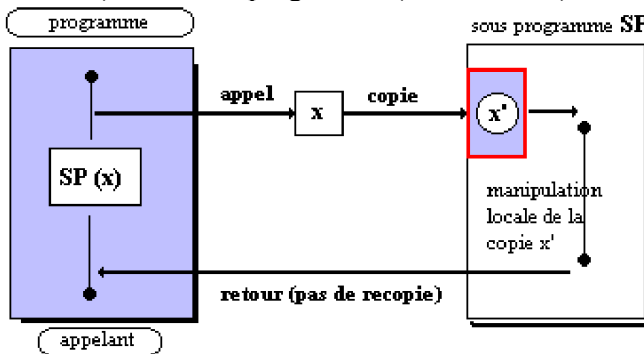 programme
sous programme SP
appel
copie
x
x'
SP (x)
manipulation
locale de la
copie x'
retour (pas de recopie)
appelant